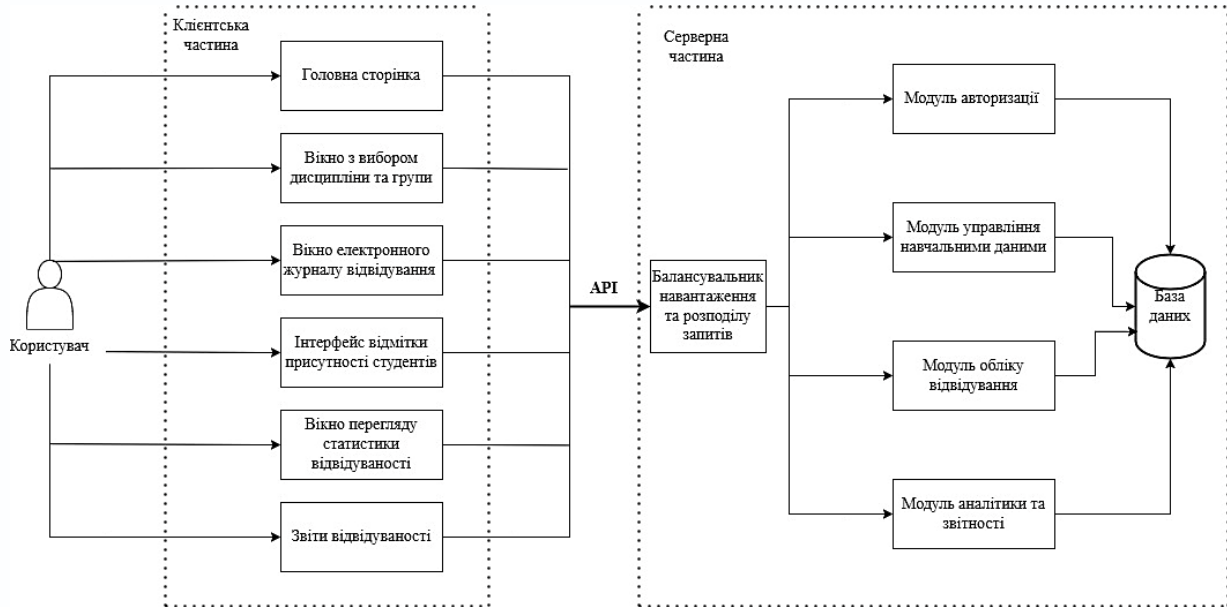 Клієнтська
частина
Головна сторінка
Вікно з вибором
дисципліни та групи
Вікно електронного
журналу відвідування
Інтерфейс відмітки
присутності студентів
Вікно перегляду
статистики
відвідуваності
Звіти відвідуваності
Користувач
API
Серверна
частина
Балансувальник
навантаження
та розподілу
запитів
Модуль авторизації
Модуль управління
навчальними даними
Модуль обліку
відвідування
Модуль аналітики та
звітності
База
даних